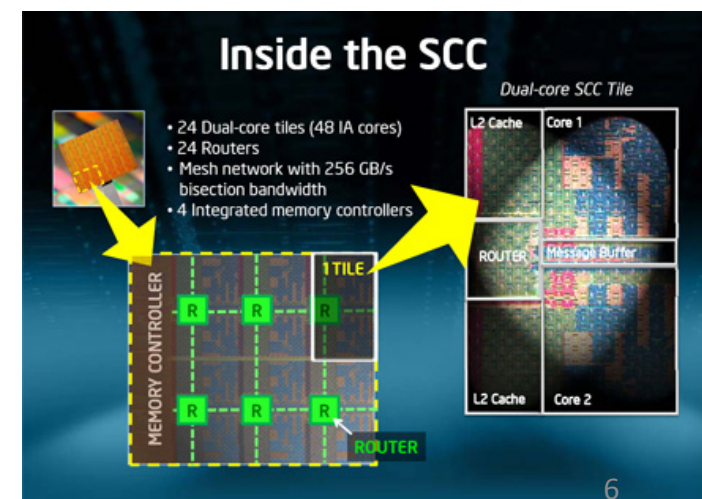 Inside the SCC
Dual-core SCC Tile
• 24 Dual-core tiles (48 IA cores)
• 24 Routers
• Mesh network with 256 GB/s
bisection bandwidth
• 4 Integrated memory controllers
L2 Cache
Core 1
ROUTER
Message Buffer
L2 Cache
Core 2
MEMORY CONTROLLER
1 TILE
R
R
R
R
R
R
ROUTER
6